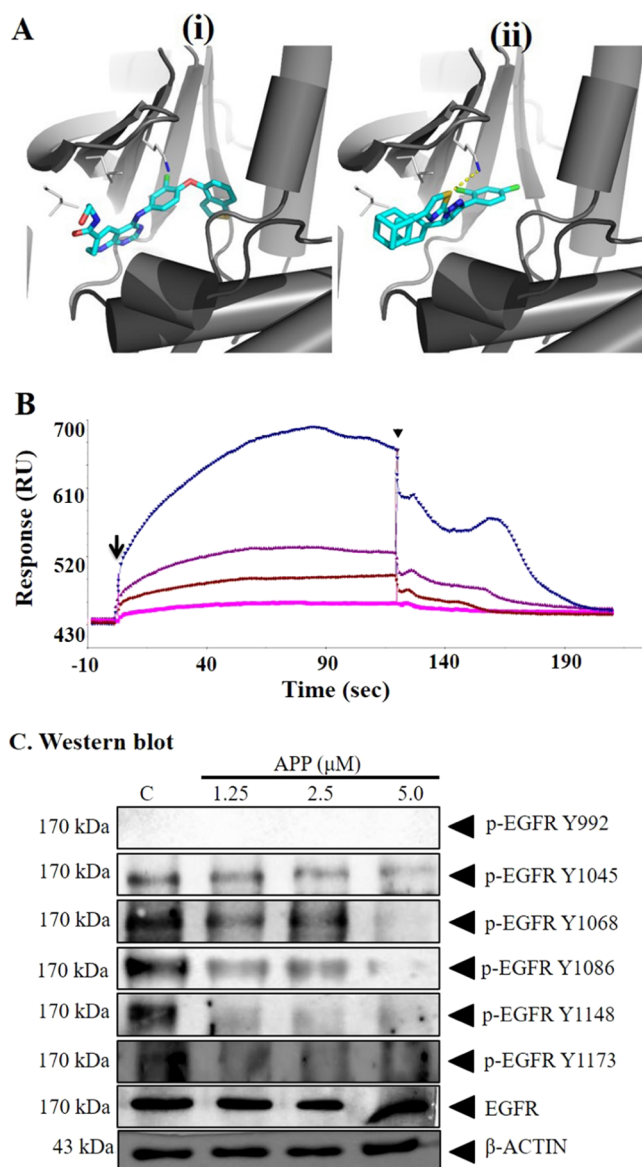 A
(i)
(ii)
B
700
610
520
430
Response (RU)
-10 40 90 140 190
Time (sec)
C. Western blot
APP (μM)
C 1.25 2.5 5.0
170 kDa p-EGFR Y992
170 kDa p-EGFR Y1045
170 kDa p-EGFR Y1068
170 kDa p-EGFR Y1086
170 kDa p-EGFR Y1148
170 kDa p-EGFR Y1173
170 kDa EGFR
43 kDa β-ACTIN